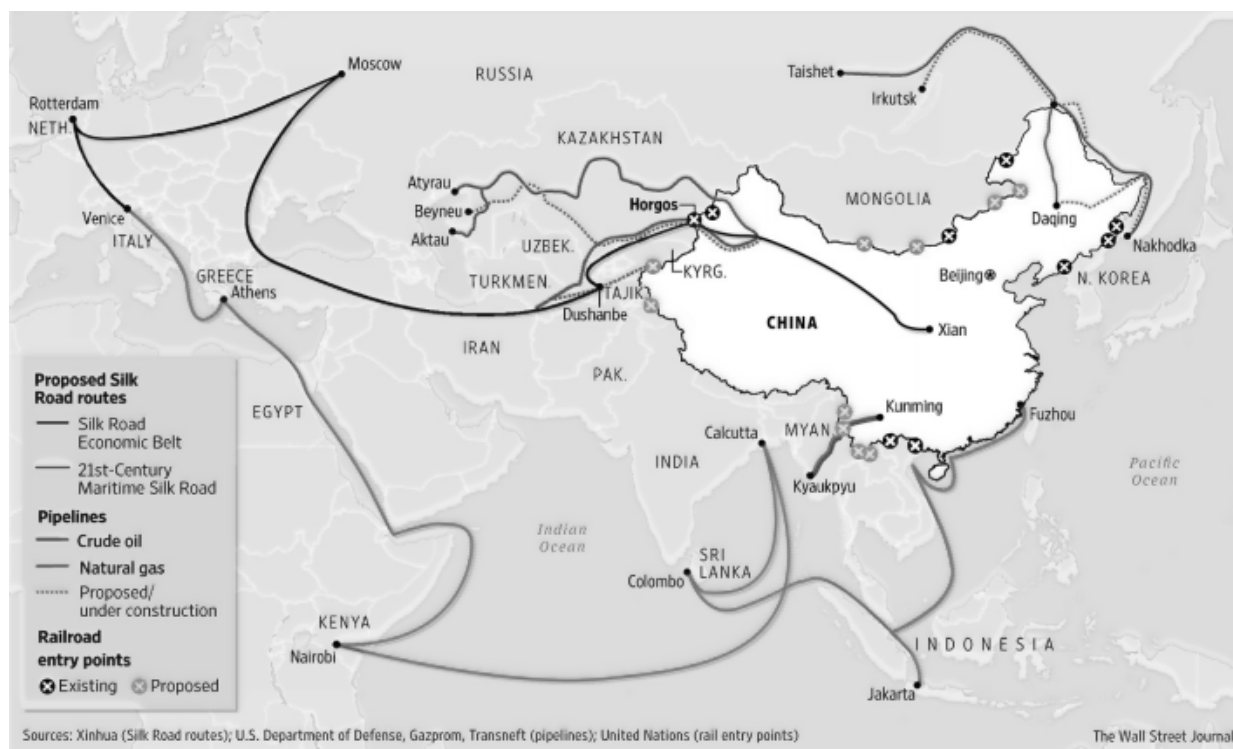 Moscow
RUSSIA
Taishet
Irkutsk
Rotterdam
NETH.
KAZAKHSTAN
Atyrau
Beyneu
Aktau
Horgos
MONGOLIA
Daqing
Nakhodka
Venice
ITALY
UZBEK.
TURKMEN.
KYRG.
TAJIK.
Dushanbe
Beijing
N. KOREA
GREECE
Athens
CHINA
Xian
IRAN
PAK.
EGYPT
Kunming
Fuzhou
Calcutta
MYAN
INDIA
Kyaukpyu
Pacific
Ocean
Indian
Ocean
SRI
LANKA
Colombo
KENYA
Nairobi
INDONESIA
Jakarta
Proposed Silk
Road routes
Silk Road
Economic Belt
21st-Century
Maritime Silk Road
Pipelines
Crude oil
Natural gas
Proposed/
under construction
Railroad
entry points
Existing Proposed
Sources: Xinhua (Silk Road routes); U.S. Department of Defense, Gazprom, Transneft (pipelines); United Nations (rail entry points)
The Wall Street Journal